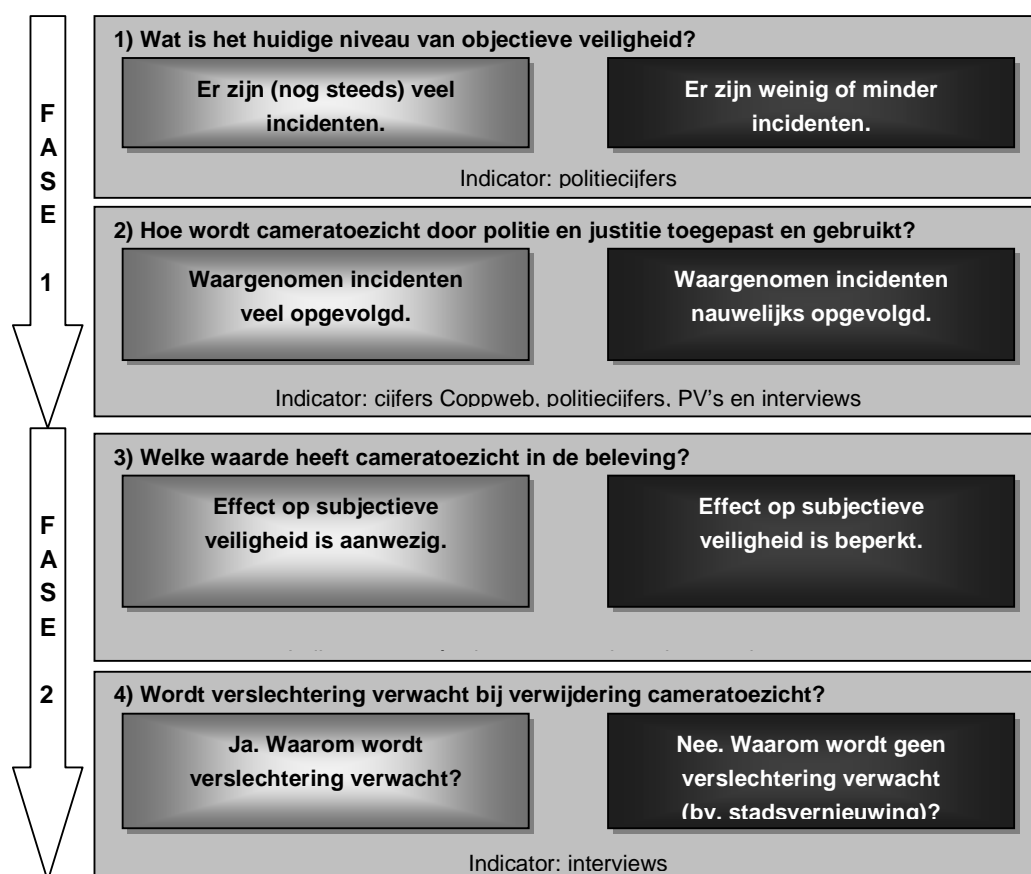 FASE 1
1) Wat is het huidige niveau van objectieve veiligheid?
Er zijn (nog steeds) veel
incidenten.
Er zijn weinig of minder
incidenten.
Indicator: politiecijfers
2) Hoe wordt cameratoezicht door politie en justitie toegepast en gebruikt?
Waargenomen incidenten
veel opgevolgd.
Waargenomen incidenten
nauwelijks opgevolgd.
Indicator: cijfers Coppweb, politiecijfers, PV's en interviews
FASE 2
3) Welke waarde heeft cameratoezicht in de beleving?
Effect op subjectieve
veiligheid is aanwezig.
Effect op subjectieve
veiligheid is beperkt.
4) Wordt verslechtering verwacht bij verwijdering cameratoezicht?
Ja. Waarom wordt
verslechtering verwacht?
Nee. Waarom wordt geen
verslechtering verwacht
(bv. stadsvernieuwing)?
Indicator: interviews